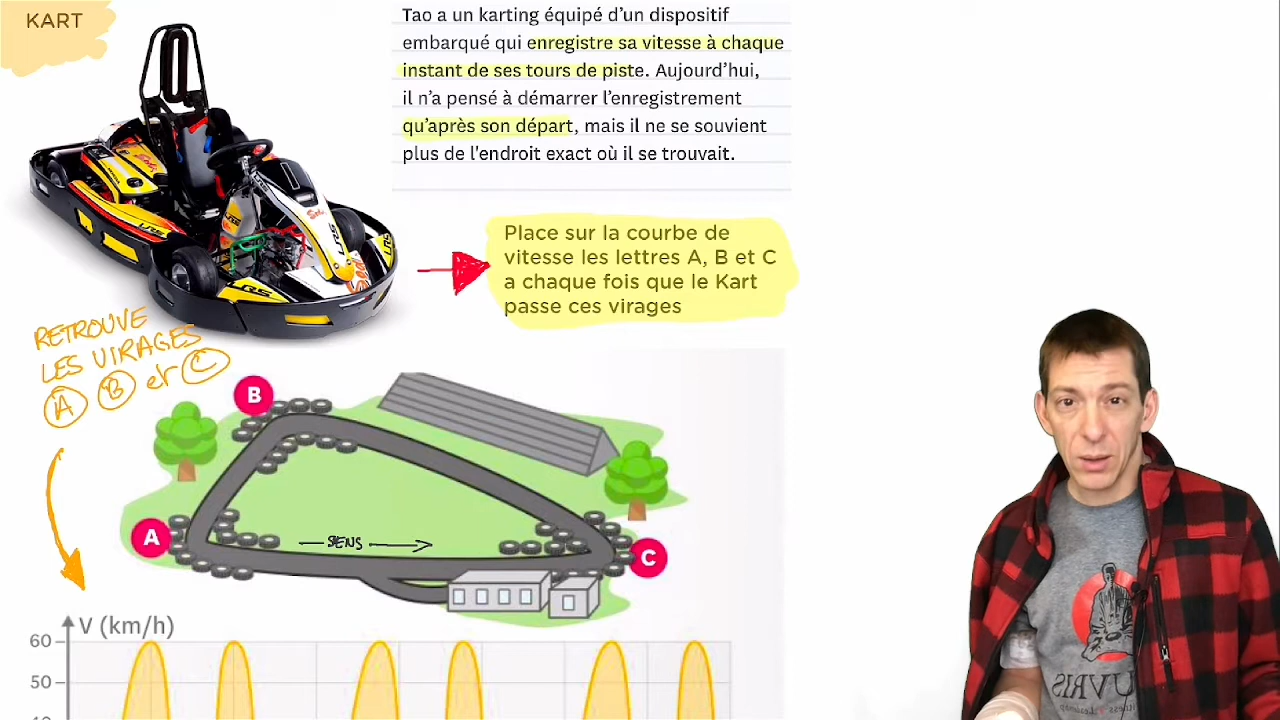 KART
Tao a un karting équipé d’un dispositif
embarqué qui enregistre sa vitesse à chaque
instant de ses tours de piste. Aujourd’hui,
il n’a pensé à démarrer l’enregistrement
qu’après son départ, mais il ne se souvient
plus de l'endroit exact où il se trouvait.
Place sur la courbe de
vitesse les lettres A, B et C
a chaque fois que le Kart
passe ces virages
RETROUVE
LES VIRAGES
A B et C
B
A
SENS
C
V (km/h)
60
50